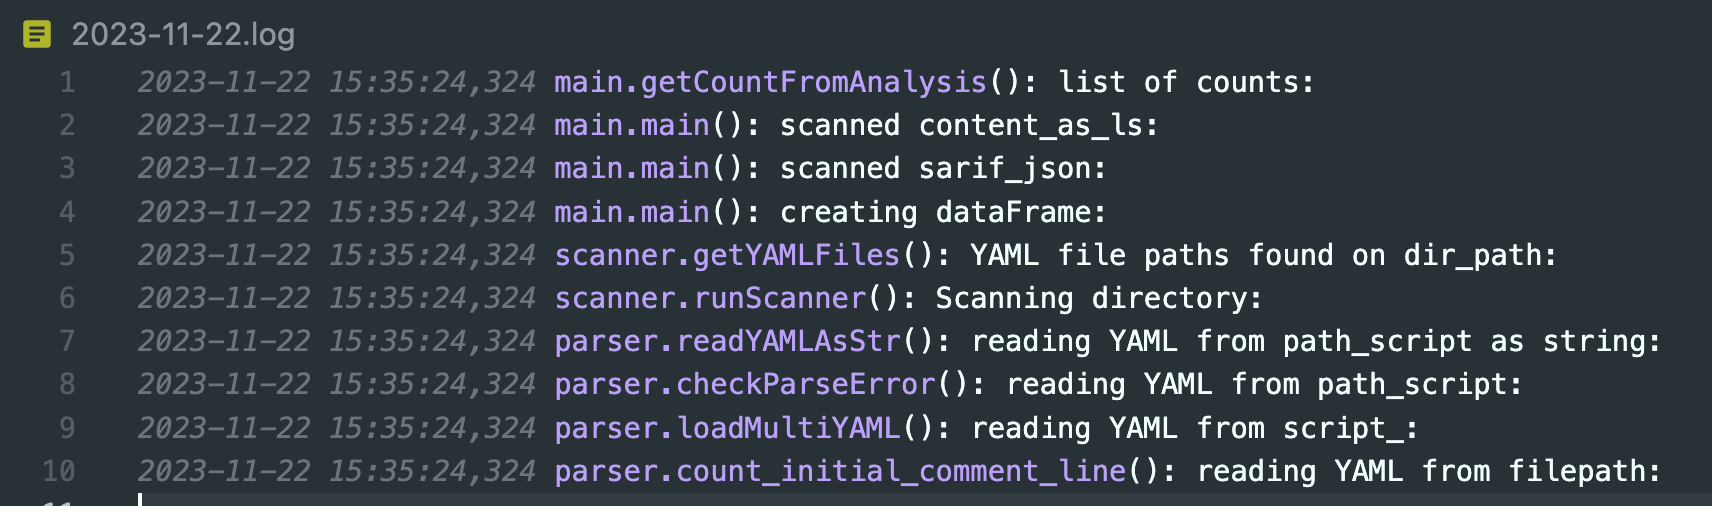 2023-11-22.log
1 2023-11-22 15:35:24,324 main.getCountFromAnalysis(): list of counts:
2 2023-11-22 15:35:24,324 main.main(): scanned content_as_ls:
3 2023-11-22 15:35:24,324 main.main(): scanned sarif_json:
4 2023-11-22 15:35:24,324 main.main(): creating dataFrame:
5 2023-11-22 15:35:24,324 scanner.getYAMLFiles(): YAML file paths found on dir_path:
6 2023-11-22 15:35:24,324 scanner.runScanner(): Scanning directory:
7 2023-11-22 15:35:24,324 parser.readYAMLAsStr(): reading YAML from path_script as string:
8 2023-11-22 15:35:24,324 parser.checkParseError(): reading YAML from path_script:
9 2023-11-22 15:35:24,324 parser.loadMultiYAML(): reading YAML from script_:
10 2023-11-22 15:35:24,324 parser.count_initial_comment_line(): reading YAML from filepath: